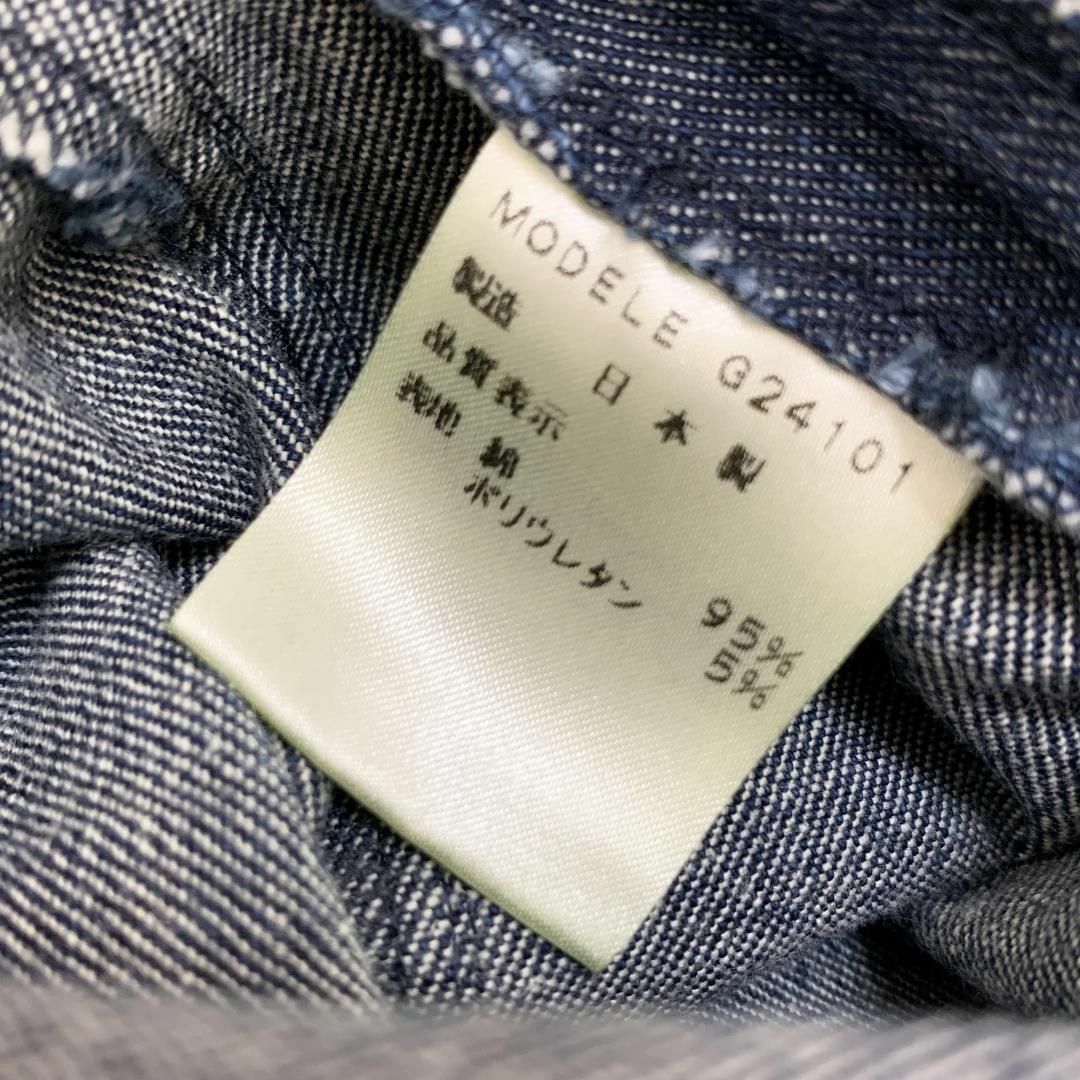 MODELE G24101
製造 日本製
品質表示
表地 綿 95%
ポリウレタン 5%